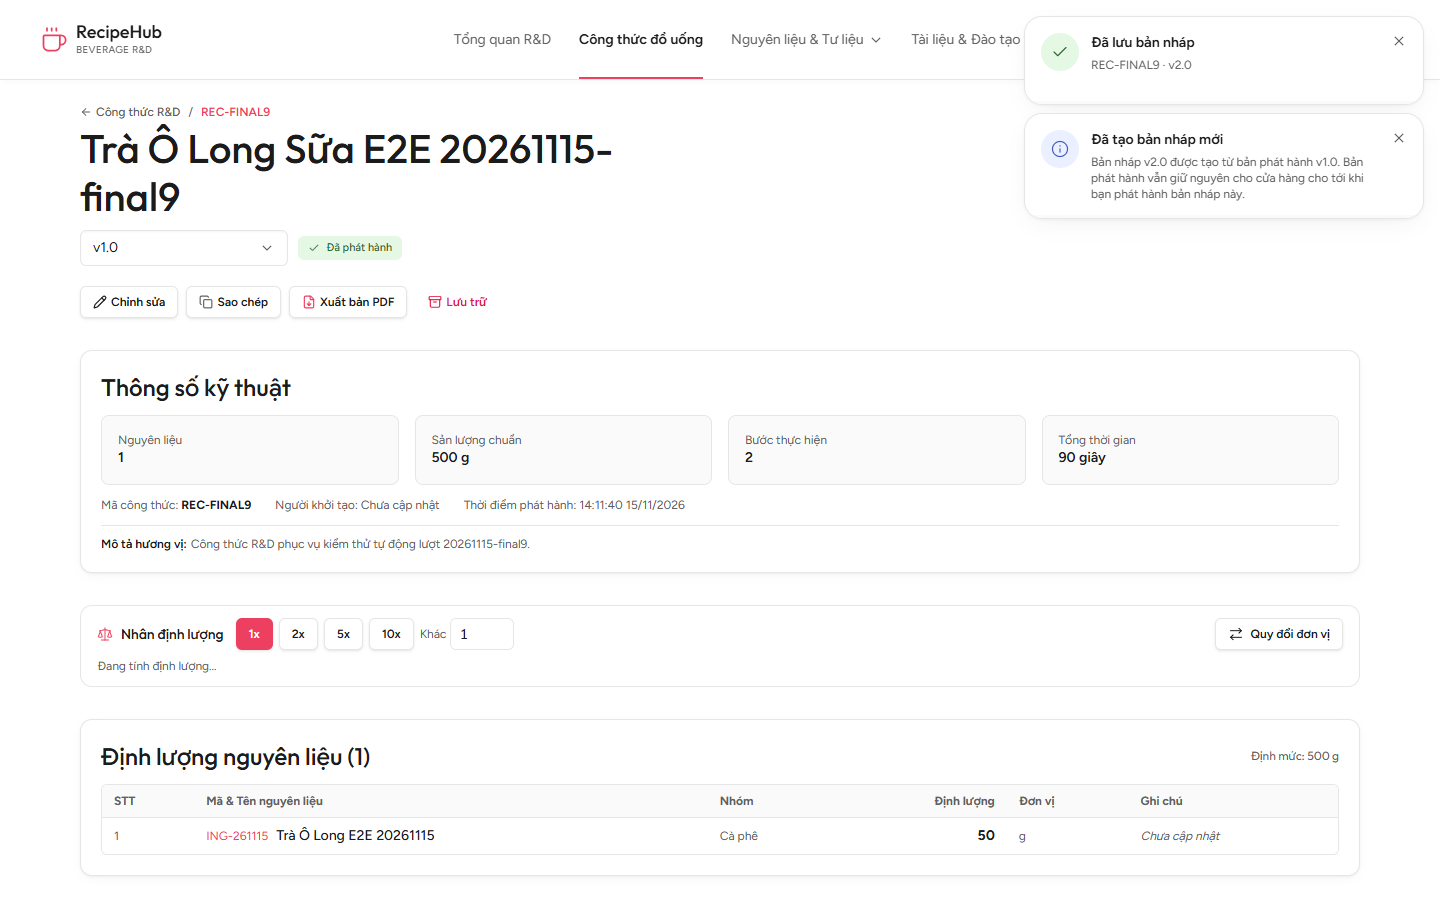 RecipeHub
BEVERAGE R&D
Tổng quan R&D
Công thức đồ uống
Nguyên liệu & Tư liệu
Tài liệu & Đào tạo
Đã lưu bản nháp
REC-FINAL9 · v2.0
Đã tạo bản nháp mới
Bản nháp v2.0 được tạo từ bản phát hành v1.0. Bản
phát hành vẫn giữ nguyên cho cửa hàng cho tới khi
bạn phát hành bản nháp này.
Công thức R&D / REC-FINAL9
Trà Ô Long Sữa E2E 20261115-
final9
v1.0
Đã phát hành
Chỉnh sửa
Sao chép
Xuất bản PDF
Lưu trữ
Thông số kỹ thuật
Nguyên liệu
1
Sản lượng chuẩn
500 g
Bước thực hiện
2
Tổng thời gian
90 giây
Mã công thức: REC-FINAL9 Người khởi tạo: Chưa cập nhật Thời điểm phát hành: 14:11:40 15/11/2026
Mô tả hương vị: Công thức R&D phục vụ kiểm thử tự động lượt 20261115-final9.
Nhân định lượng 1x 2x 5x 10x Khác 1
Quy đổi đơn vị
Đang tính định lượng...
Định lượng nguyên liệu (1)
Định mức: 500 g
STT Mã & Tên nguyên liệu Nhóm Định lượng Đơn vị Ghi chú
1 ING-261115 Trà Ô Long E2E 20261115 Cà phê 50 g Chưa cập nhật